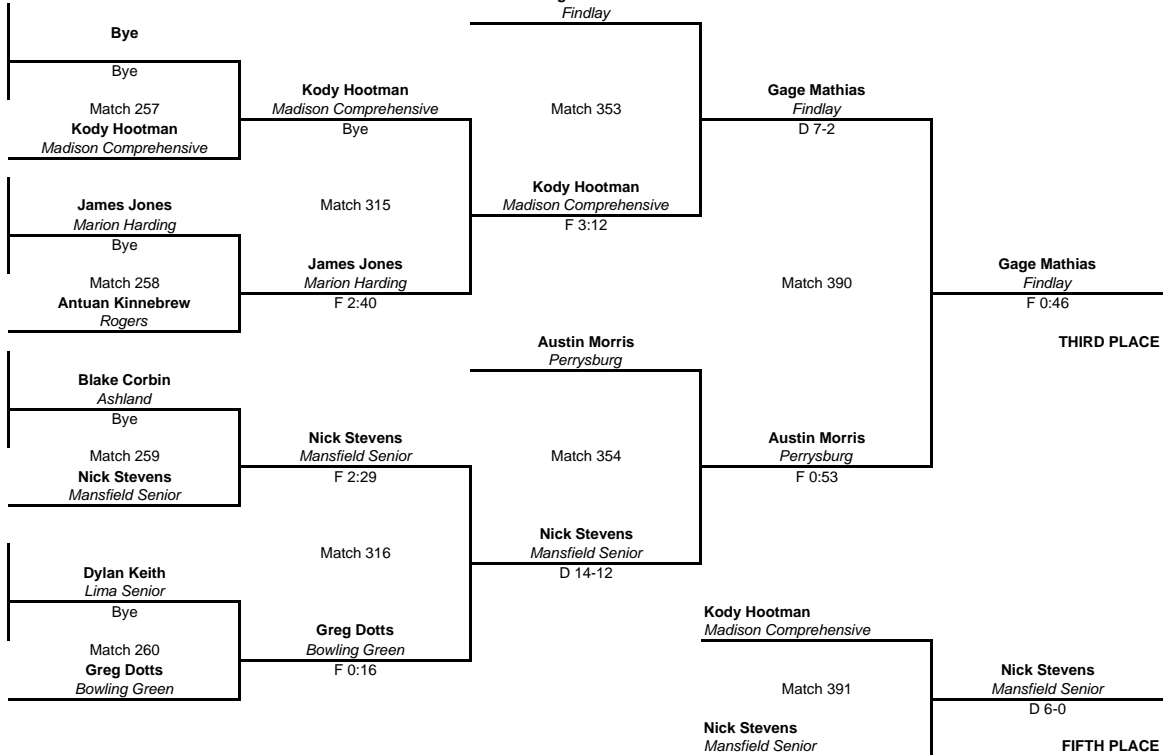 Findlay
Bye
Bye
Match 257
Kody Hootman
Madison Comprehensive
Kody Hootman
Madison Comprehensive
Bye
Match 353
Gage Mathias
Findlay
D 7-2
James Jones
Marion Harding
Bye
Match 258
Antuan Kinnebrew
Rogers
Match 315
James Jones
Marion Harding
F 2:40
Kody Hootman
Madison Comprehensive
F 3:12
Match 390
Gage Mathias
Findlay
F 0:46
THIRD PLACE
Blake Corbin
Ashland
Bye
Match 259
Nick Stevens
Mansfield Senior
Nick Stevens
Mansfield Senior
F 2:29
Austin Morris
Perrysburg
Match 354
Austin Morris
Perrysburg
F 0:53
Dylan Keith
Lima Senior
Bye
Match 260
Greg Dotts
Bowling Green
Match 316
Greg Dotts
Bowling Green
F 0:16
Nick Stevens
Mansfield Senior
D 14-12
Kody Hootman
Madison Comprehensive
Match 391
Nick Stevens
Mansfield Senior
Nick Stevens
Mansfield Senior
D 6-0
FIFTH PLACE